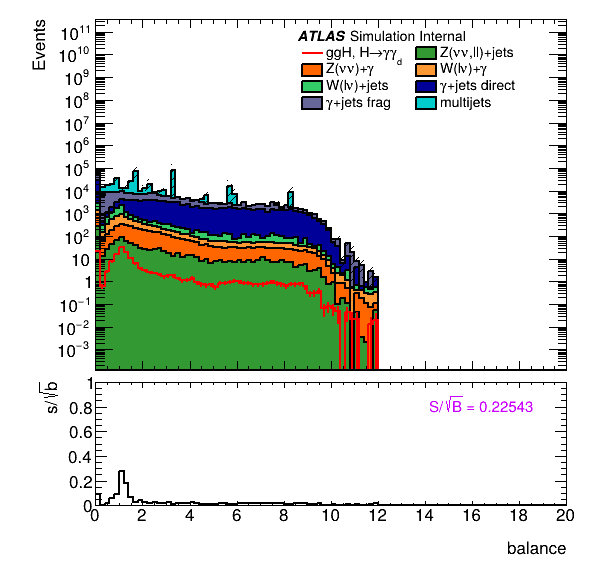 Events
ATLAS Simulation Internal
ggH, H→γγ_d
Z(νν,ll)+jets
Z(νν)+γ
W(lν)+γ
W(lν)+jets
γ+jets direct
γ+jets frag
multijets
10¹¹
10¹⁰
10⁹
10⁸
10⁷
10⁶
10⁵
10⁴
10³
10²
10
1
10⁻¹
10⁻²
10⁻³
s/√b
1
0.8
0.6
0.4
0.2
0
S/√B = 0.22543
0 2 4 6 8 10 12 14 16 18 20
balance